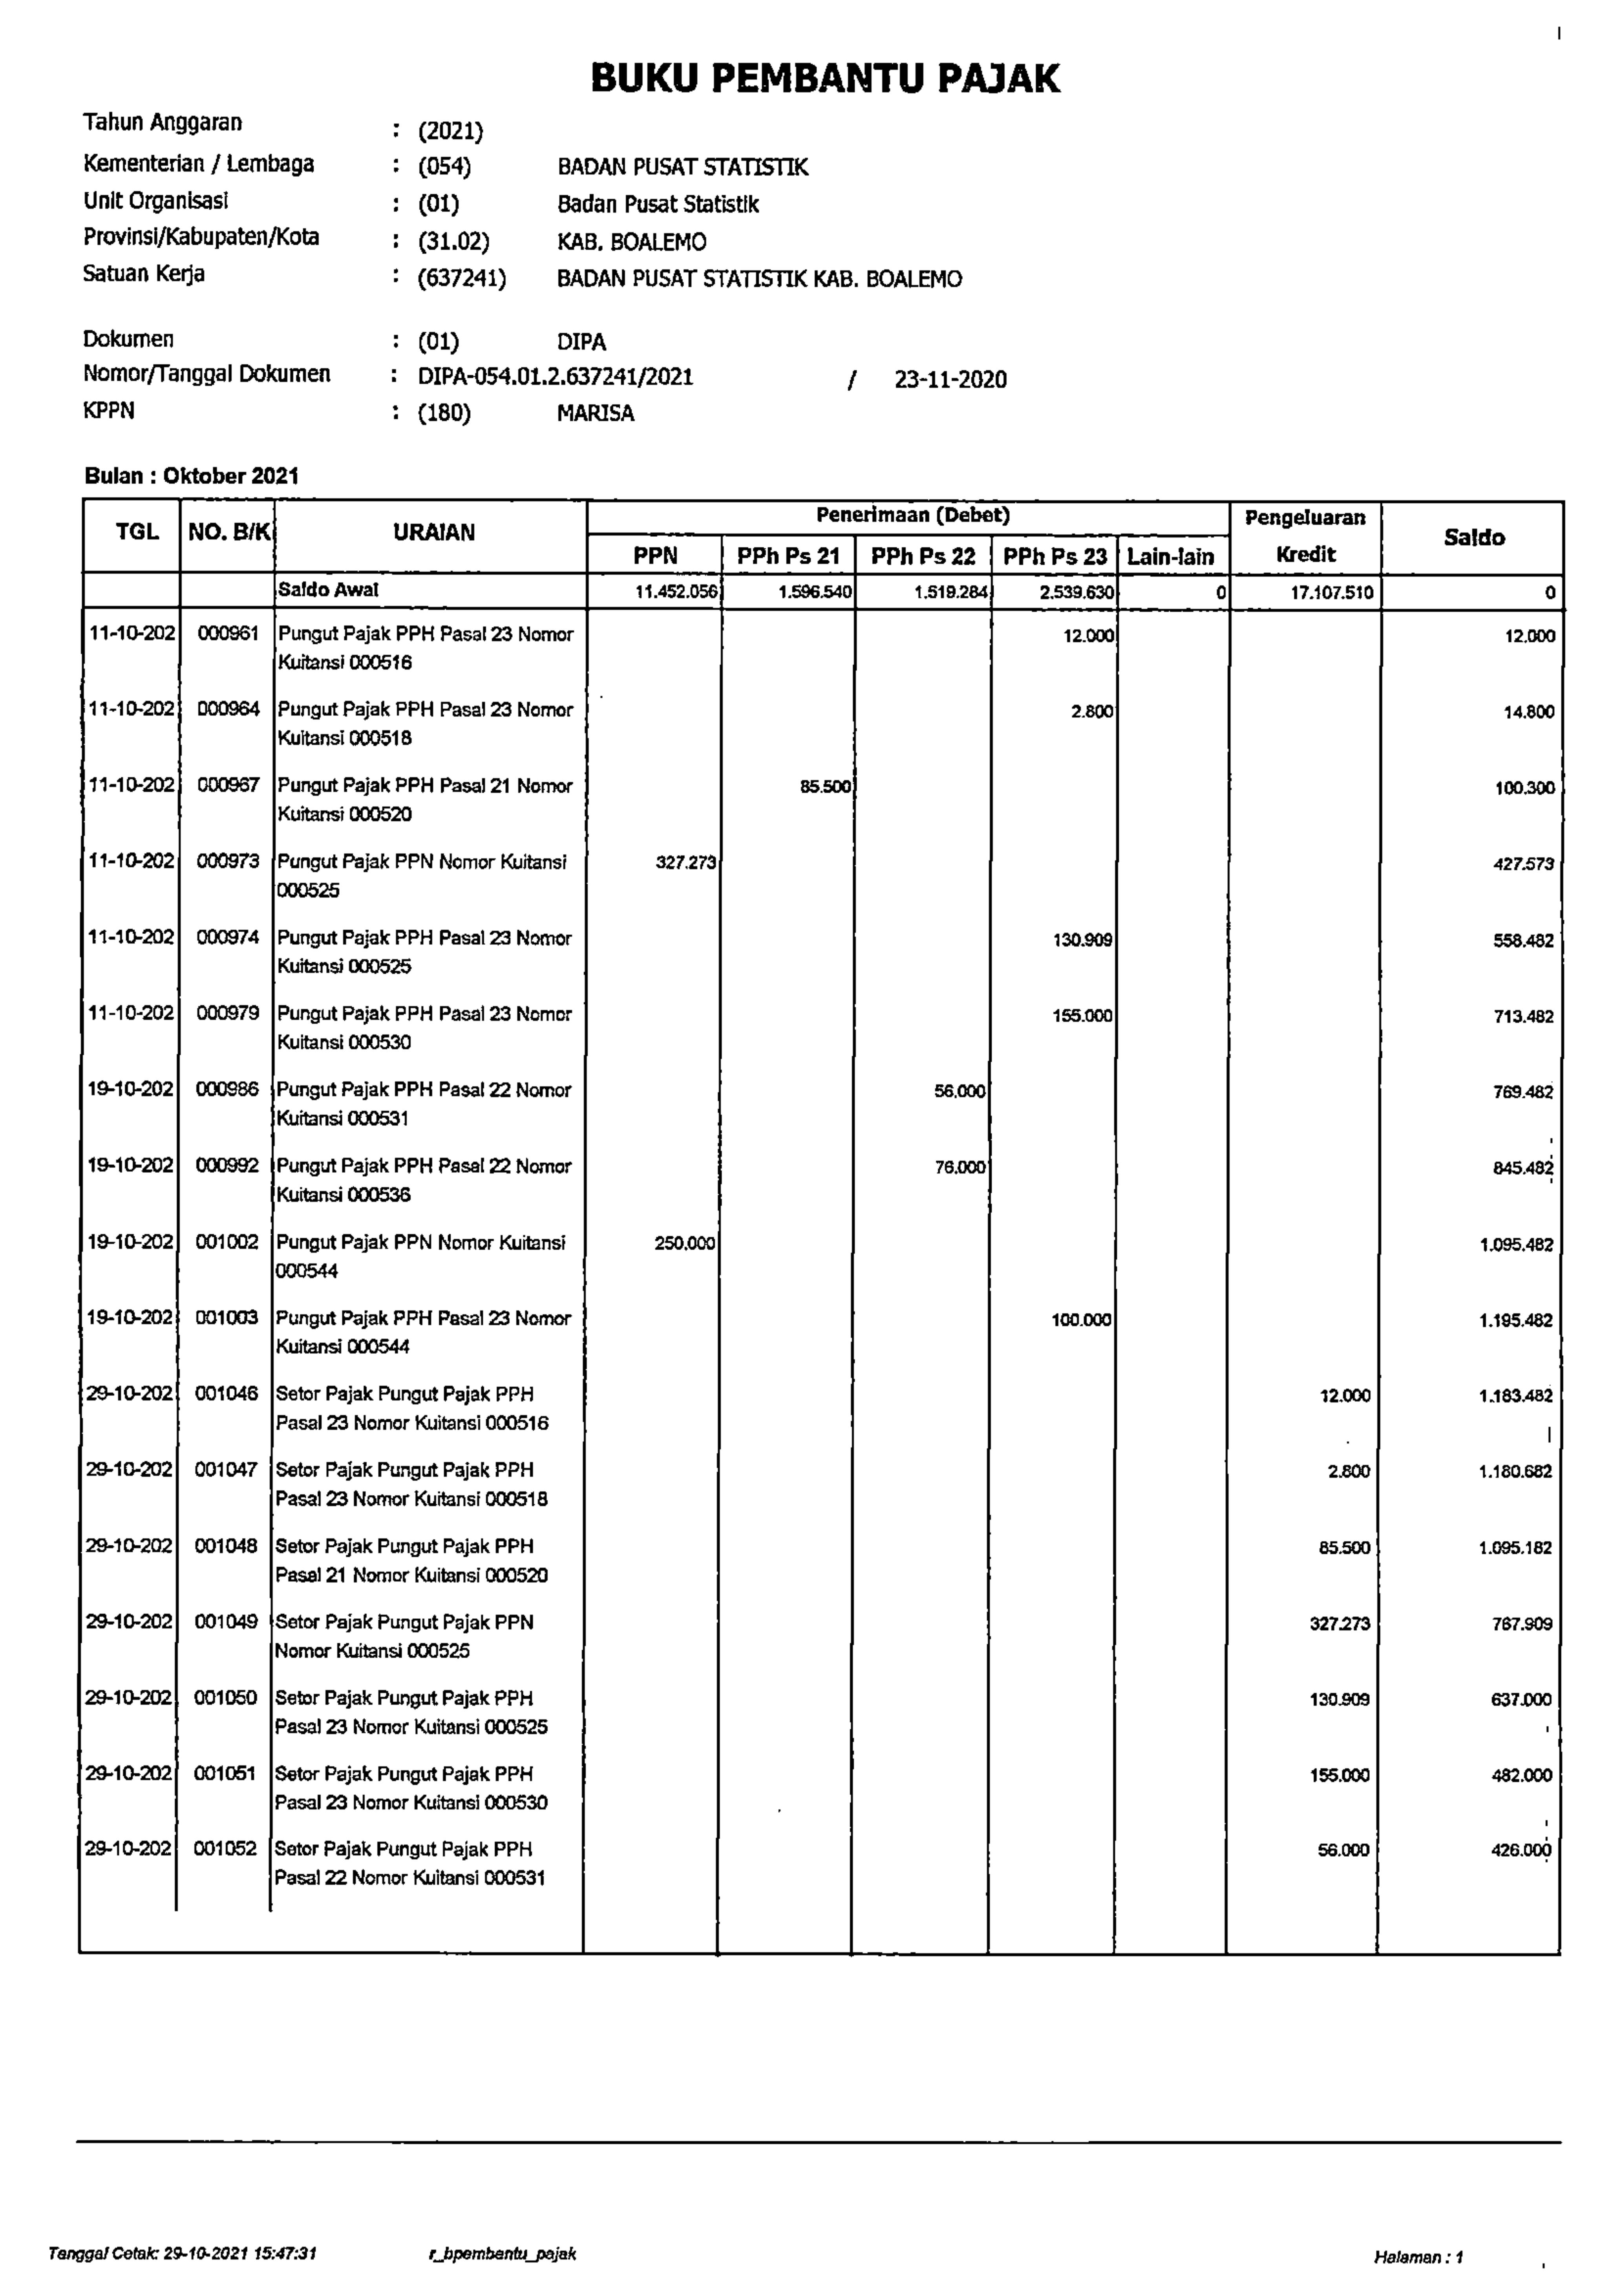 BUKU PEMBANTU PAJAK
Tahun Anggaran : (2021)
Kementerian / Lembaga : (054) BADAN PUSAT STATISTIK
Unit Organisasi : (01) Badan Pusat Statistik
Provinsi/Kabupaten/Kota : (31.02) KAB. BOALEMO
Satuan Kerja : (637241) BADAN PUSAT STATISTIK KAB. BOALEMO
Dokumen : (01) DIPA
Nomor/Tanggal Dokumen : DIPA-054.01.2.637241/2021 / 23-11-2020
KPPN : (180) MARISA
Bulan : Oktober 2021
TGL NO. B/K URAIAN Penerimaan (Debet) Pengeluaran Saldo
PPN PPh Ps 21 PPh Ps 22 PPh Ps 23 Lain-lain Kredit
Saldo Awal 11.452.056 1.596.540 1.519.284 2.539.630 0 17.107.510 0
11-10-202 000961 Pungut Pajak PPH Pasal 23 Nomor 12.000 12.000
Kuitansi 000516
11-10-202 000964 Pungut Pajak PPH Pasal 23 Nomor 2.800 14.800
Kuitansi 000518
11-10-202 000967 Pungut Pajak PPH Pasal 21 Nomor 85.500 100.300
Kuitansi 000520
11-10-202 000973 Pungut Pajak PPN Nomor Kuitansi 327.273 427.573
000525
11-10-202 000974 Pungut Pajak PPH Pasal 23 Nomor 130.909 558.482
Kuitansi 000525
11-10-202 000979 Pungut Pajak PPH Pasal 23 Nomor 155.000 713.482
Kuitansi 000530
19-10-202 000986 Pungut Pajak PPH Pasal 22 Nomor 56.000 769.482
Kuitansi 000531
19-10-202 000992 Pungut Pajak PPH Pasal 22 Nomor 76.000 845.482
Kuitansi 000536
19-10-202 001002 Pungut Pajak PPN Nomor Kuitansi 250.000 1.095.482
000544
19-10-202 001003 Pungut Pajak PPH Pasal 23 Nomor 100.000 1.195.482
Kuitansi 000544
29-10-202 001046 Setor Pajak Pungut Pajak PPH 12.000 1.183.482
Pasal 23 Nomor Kuitansi 000516
29-10-202 001047 Setor Pajak Pungut Pajak PPH 2.800 1.180.682
Pasal 23 Nomor Kuitansi 000518
29-10-202 001048 Setor Pajak Pungut Pajak PPH 85.500 1.095.182
Pasal 21 Nomor Kuitansi 000520
29-10-202 001049 Setor Pajak Pungut Pajak PPN 327.273 767.909
Nomor Kuitansi 000525
29-10-202 001050 Setor Pajak Pungut Pajak PPH 130.909 637.000
Pasal 23 Nomor Kuitansi 000525
29-10-202 001051 Setor Pajak Pungut Pajak PPH 155.000 482.000
Pasal 23 Nomor Kuitansi 000530
29-10-202 001052 Setor Pajak Pungut Pajak PPH 56.000 426.000
Pasal 22 Nomor Kuitansi 000531
Tanggal Cetak: 29-10-2021 15:47:31 r_bpembantu_pajak Halaman : 1